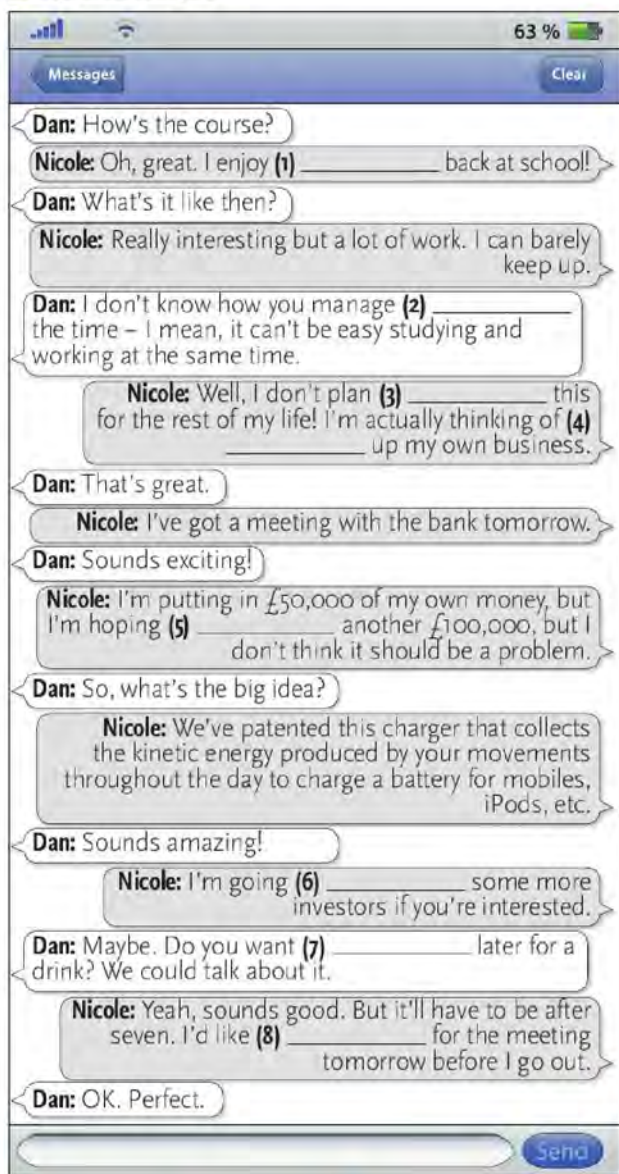 63 %
Messages
Clear
Dan: How's the course?
Nicole: Oh, great. I enjoy (1) ____________ back at school!
Dan: What's it like then?
Nicole: Really interesting but a lot of work. I can barely
keep up.
Dan: I don't know how you manage (2) ____________
the time – I mean, it can't be easy studying and
working at the same time.
Nicole: Well, I don't plan (3) ____________ this
for the rest of my life! I'm actually thinking of (4)
____________ up my own business.
Dan: That's great.
Nicole: I've got a meeting with the bank tomorrow.
Dan: Sounds exciting!
Nicole: I'm putting in £50,000 of my own money, but
I'm hoping (5) ____________ another £100,000, but I
don't think it should be a problem.
Dan: So, what's the big idea?
Nicole: We've patented this charger that collects
the kinetic energy produced by your movements
throughout the day to charge a battery for mobiles,
iPods, etc.
Dan: Sounds amazing!
Nicole: I'm going (6) ____________ some more
investors if you're interested.
Dan: Maybe. Do you want (7) ____________ later for a
drink? We could talk about it.
Nicole: Yeah, sounds good. But it'll have to be after
seven. I'd like (8) ____________ for the meeting
tomorrow before I go out.
Dan: OK. Perfect.
Send